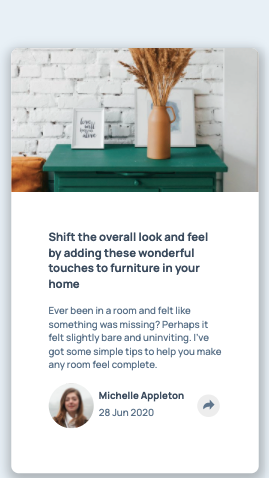 Shift the overall look and feel
by adding these wonderful
touches to furniture in your
home
Ever been in a room and felt like
something was missing? Perhaps it
felt slightly bare and uninviting. I've
got some simple tips to help you make
any room feel complete.
Michelle Appleton
28 Jun 2020